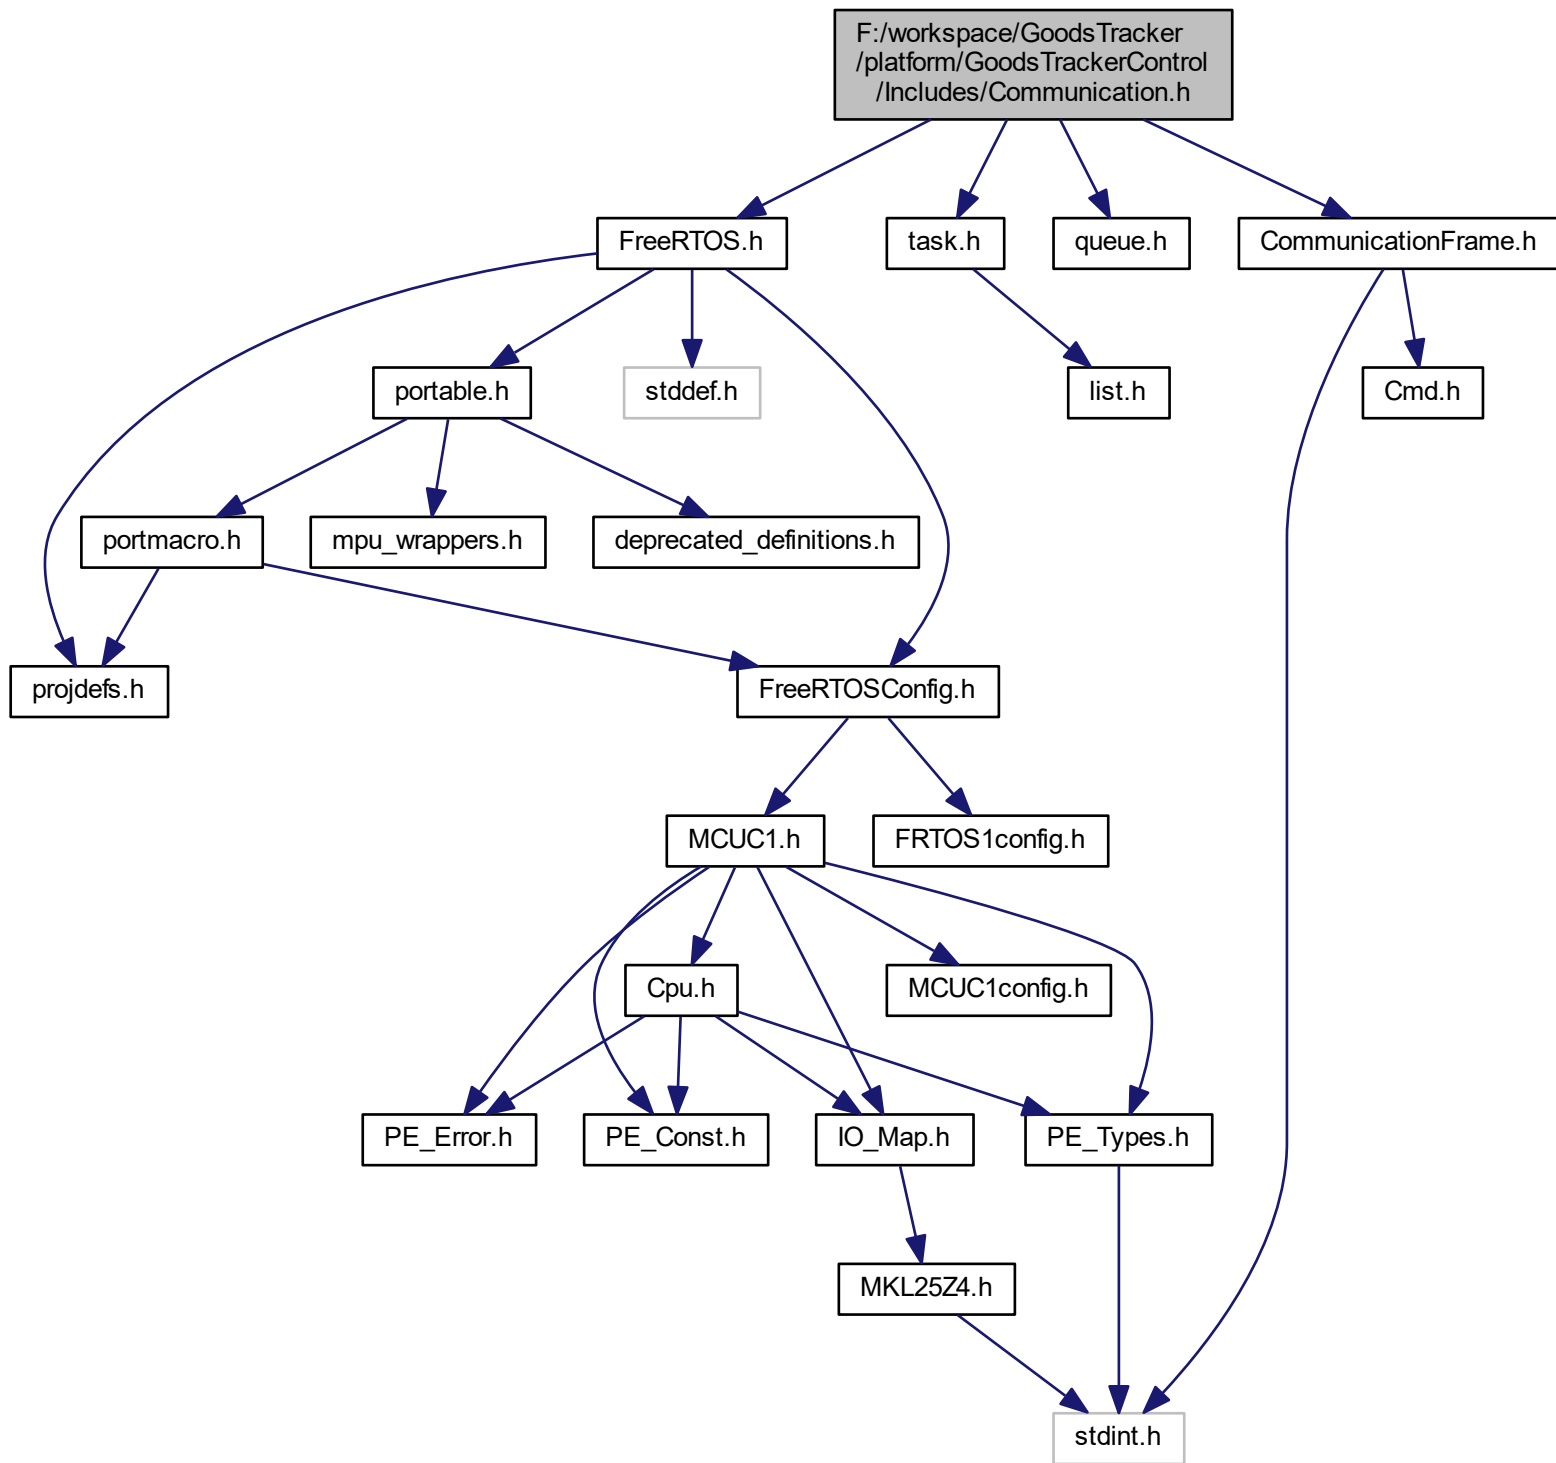 F:/workspace/GoodsTracker
/platform/GoodsTrackerControl
/Includes/Communication.h
FreeRTOS.h
task.h
queue.h
CommunicationFrame.h
portable.h
stddef.h
list.h
Cmd.h
portmacro.h
mpu_wrappers.h
deprecated_definitions.h
projdefs.h
FreeRTOSConfig.h
MCUC1.h
FRTOS1config.h
Cpu.h
MCUC1config.h
PE_Error.h
PE_Const.h
IO_Map.h
PE_Types.h
MKL25Z4.h
stdint.h